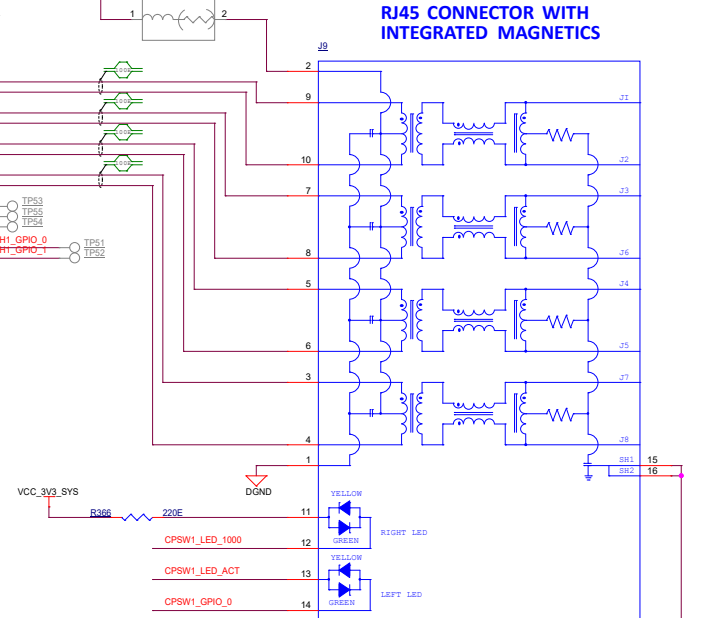 RJ45 CONNECTOR WITH
INTEGRATED MAGNETICS
1
2
J9
2
9
J1
10
J2
7
J3
8
J6
5
J4
6
J5
3
J7
4
J8
1
SH1
15
SH2
16
TP53
TP55
TP54
H1_GPIO_0
TP51
H1_GPIO_1
TP52
DGND
VCC_3V3_SYS
R366
220E
11
YELLOW
GREEN
RIGHT LED
CPSW1_LED_1000
12
YELLOW
CPSW1_LED_ACT
13
GREEN
LEFT LED
CPSW1_GPIO_0
14